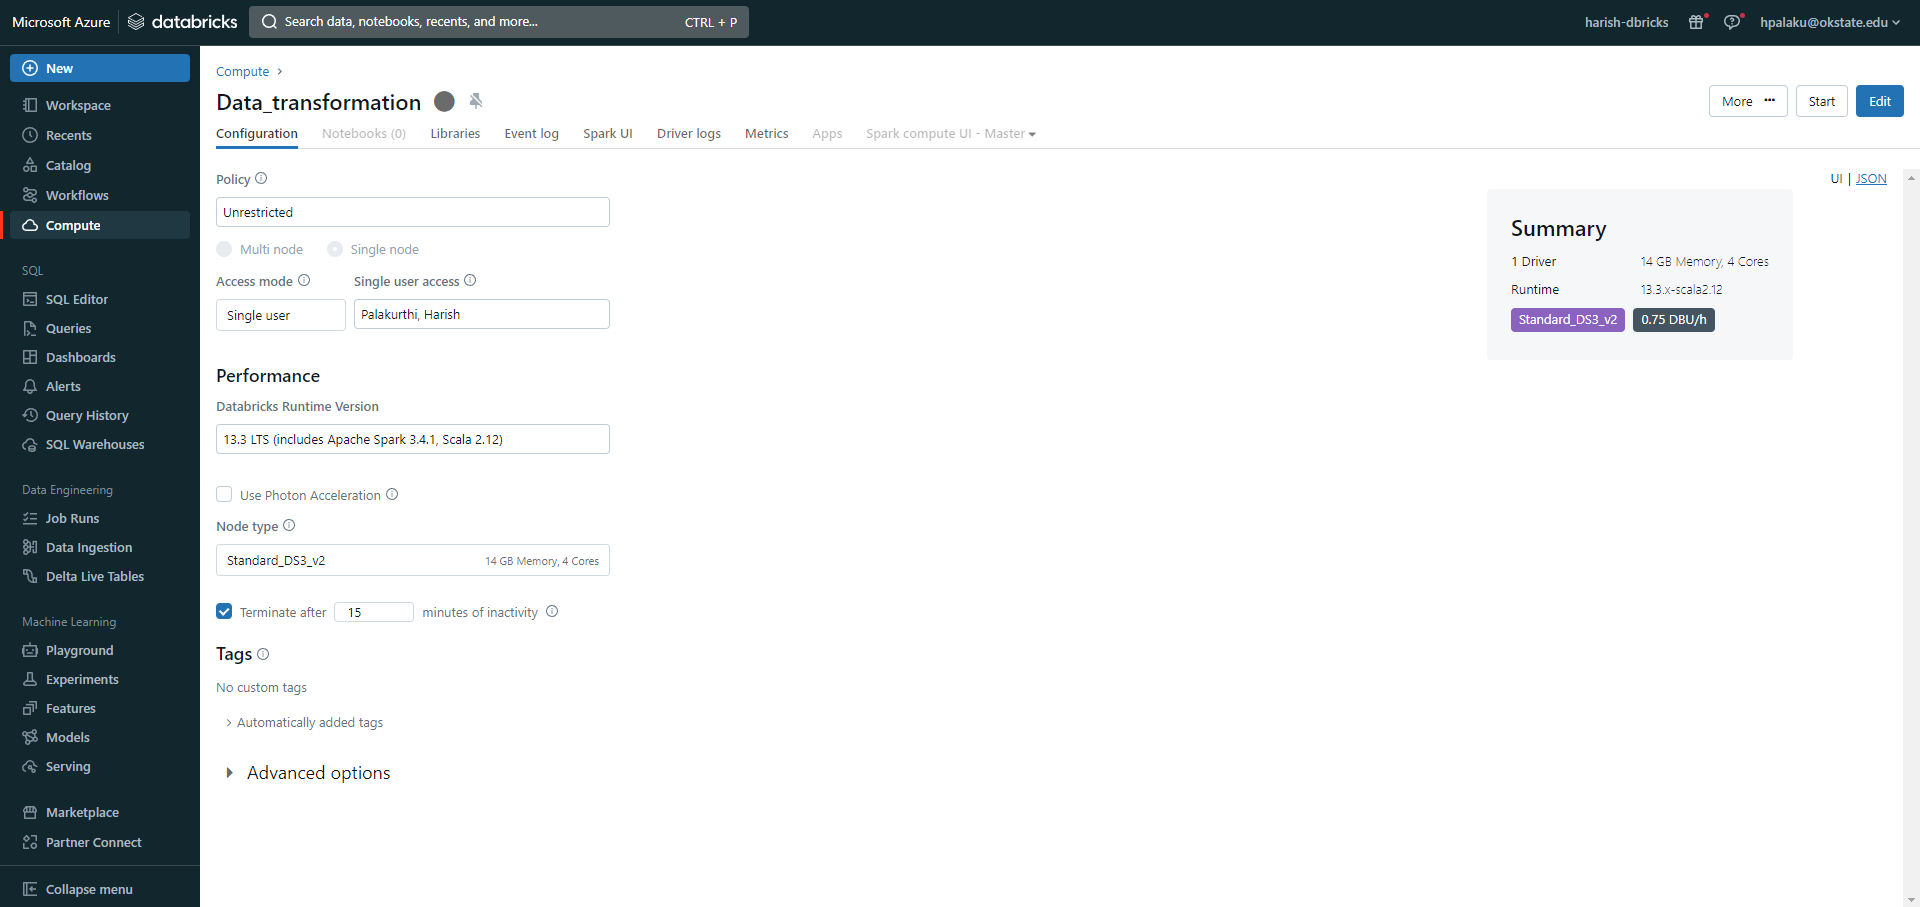 Microsoft Azure databricks Search data, notebooks, recents, and more... CTRL + P harish-dbricks hpalaku@okstate.edu
New
Workspace
Recents
Catalog
Workflows
Compute
SQL
SQL Editor
Queries
Dashboards
Alerts
Query History
SQL Warehouses
Data Engineering
Job Runs
Data Ingestion
Delta Live Tables
Machine Learning
Playground
Experiments
Features
Models
Serving
Marketplace
Partner Connect
Collapse menu
Compute >
Data_transformation
More ··· Start Edit
Configuration Notebooks (0) Libraries Event log Spark UI Driver logs Metrics Apps Spark compute UI - Master
UI | JSON
Policy
Unrestricted
Multi node Single node
Access mode Single user access
Single user Palakurthi, Harish
Performance
Databricks Runtime Version
13.3 LTS (includes Apache Spark 3.4.1, Scala 2.12)
Use Photon Acceleration
Node type
Standard_DS3_v2 14 GB Memory, 4 Cores
Terminate after 15 minutes of inactivity
Tags
No custom tags
> Automatically added tags
Advanced options
Summary
1 Driver 14 GB Memory, 4 Cores
Runtime 13.3.x-scala2.12
Standard_DS3_v2 0.75 DBU/h